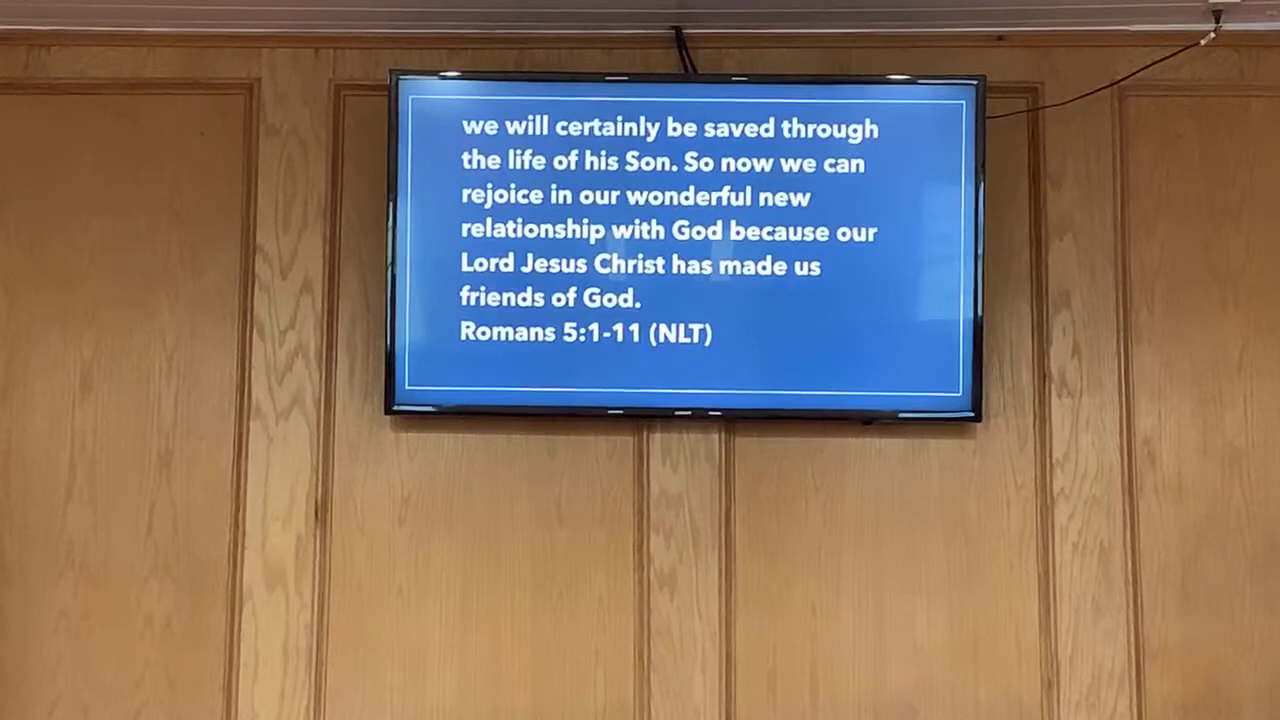 we will certainly be saved through
the life of his Son. So now we can
rejoice in our wonderful new
relationship with God because our
Lord Jesus Christ has made us
friends of God.
Romans 5:1-11 (NLT)